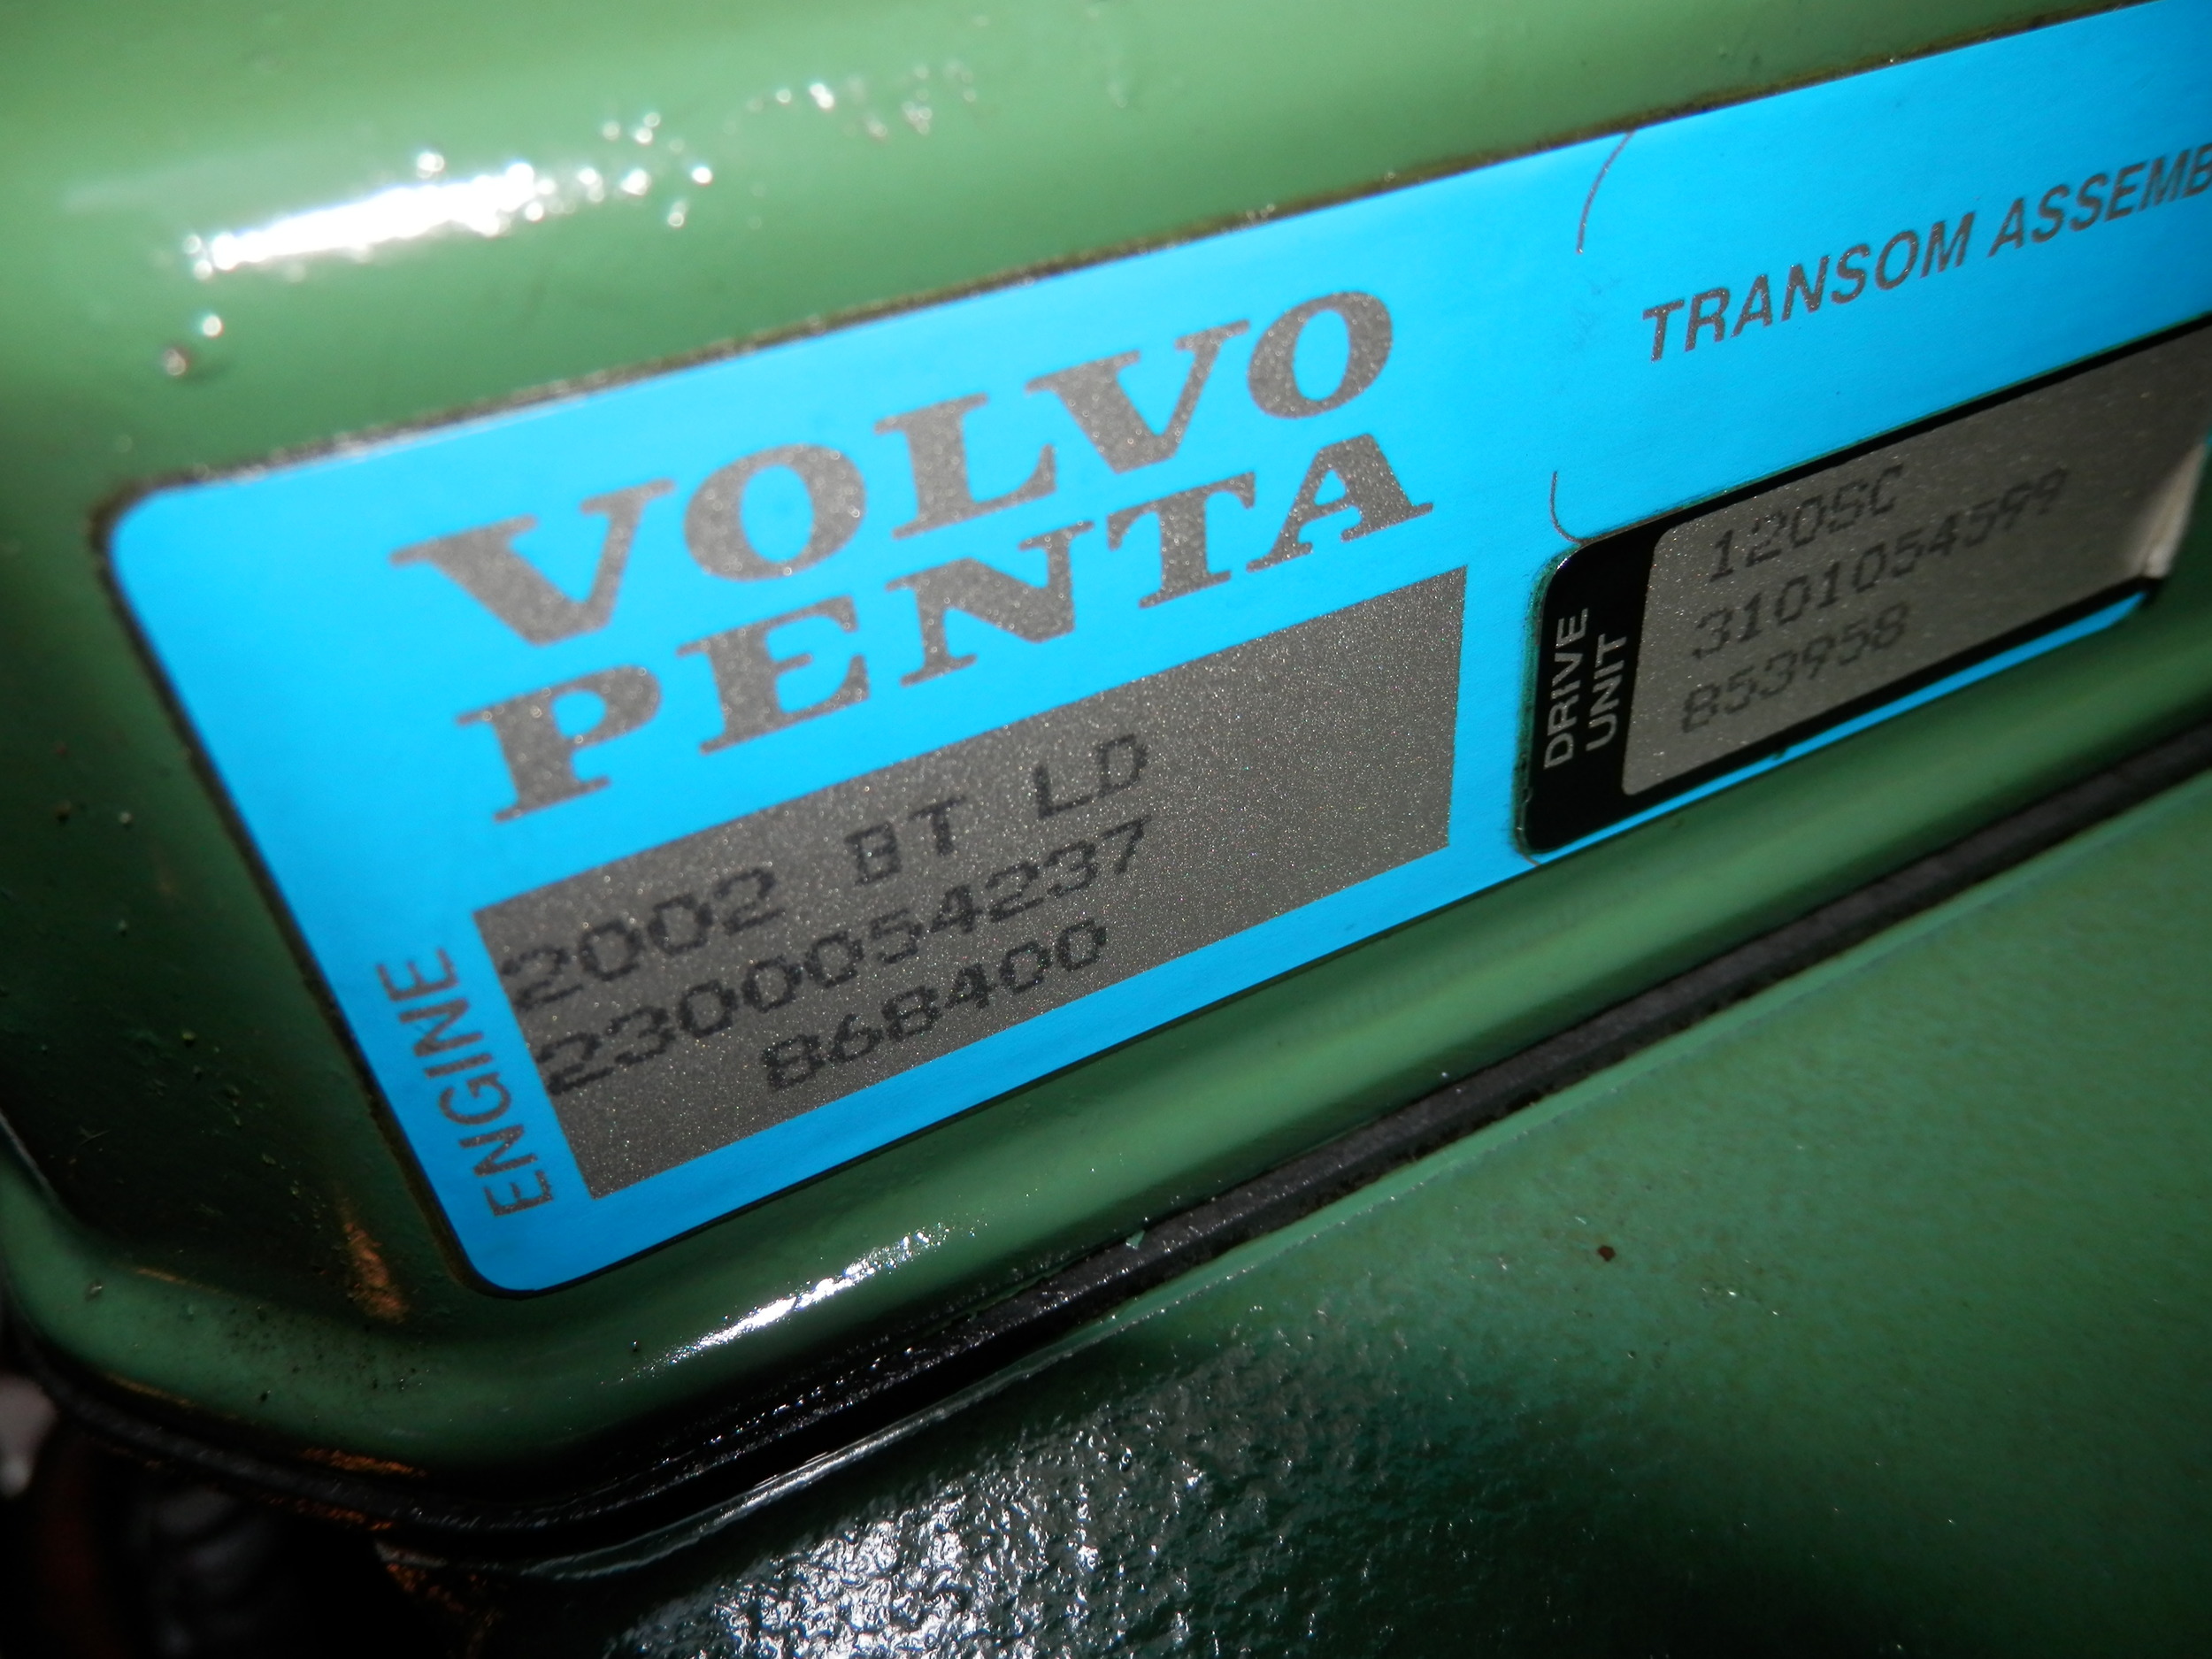 VOLVO
PENTA
ENGINE
2002 BT LD
2300054237
868400
TRANSOM ASSEMB
DRIVE
UNIT
120SC
3101054599
853958